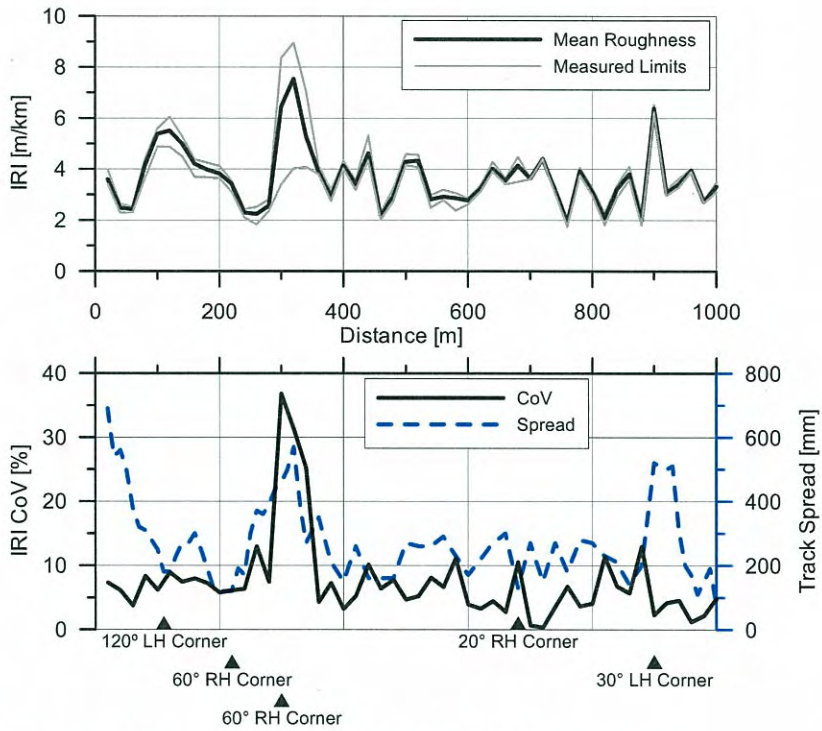 10
8
6
4
2
0
IRI [m/km]
Mean Roughness
Measured Limits
0 200 400 600 800 1000
Distance [m]
40
30
20
10
0
IRI CoV [%]
CoV
Spread
800
600
400
200
0
Track Spread [mm]
120° LH Corner
20° RH Corner
60° RH Corner
30° LH Corner
60° RH Corner